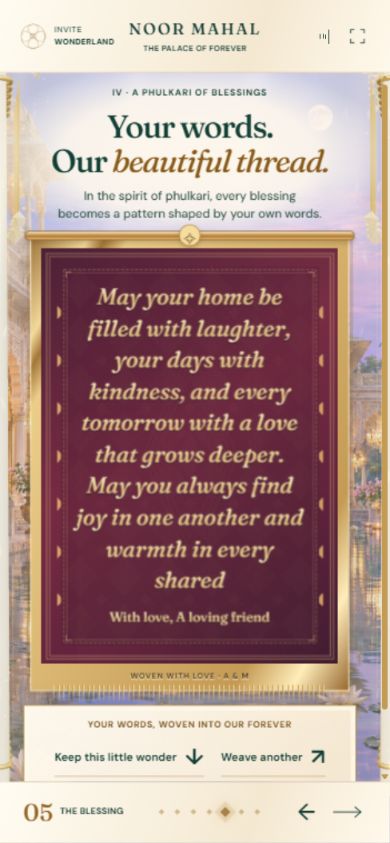 INVITE
WONDERLAND
NOOR MAHAL
THE PALACE OF FOREVER
IV · A PHULKARI OF BLESSINGS
Your words.
Our beautiful thread.
In the spirit of phulkari, every blessing
becomes a pattern shaped by your own words.
May your home be
filled with laughter,
your days with
kindness, and every
tomorrow with a love
that grows deeper.
May you always find
joy in one another and
warmth in every
shared
With love, A loving friend
WOVEN WITH LOVE · A & M
YOUR WORDS, WOVEN INTO OUR FOREVER
Keep this little wonder ↓ Weave another ↗
05 THE BLESSING ← →